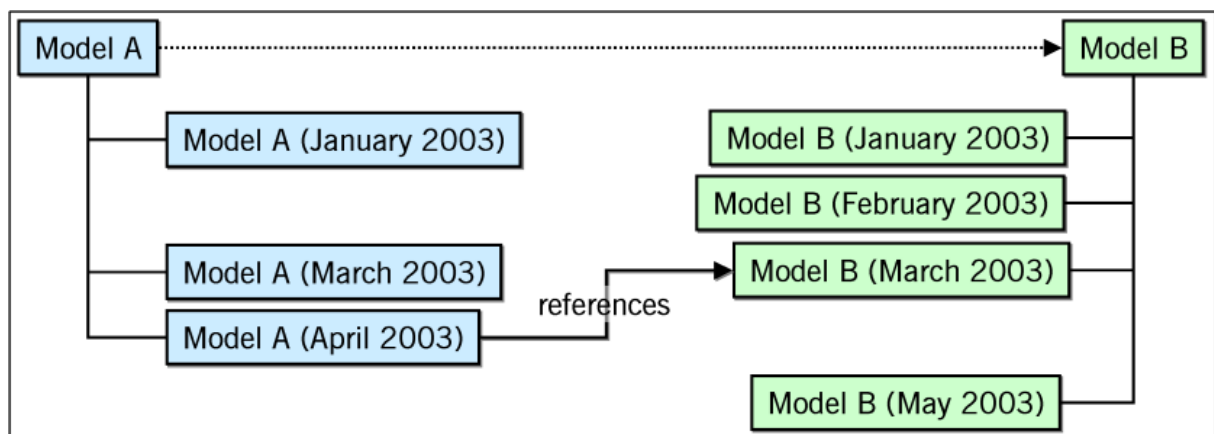 Model A
Model B
Model A (January 2003)
Model B (January 2003)
Model B (February 2003)
Model A (March 2003)
Model B (March 2003)
references
Model A (April 2003)
Model B (May 2003)